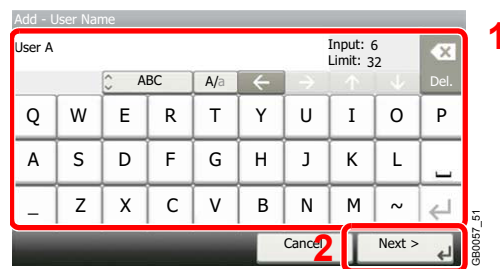 Add - User Name
1
User A
Input: 6
Limit: 32
ABC
A/a
Del.
Q W E R T Y U I O P
A S D F G H J K L
_ Z X C V B N M ~
2
Cancel
Next >
GB0057_51